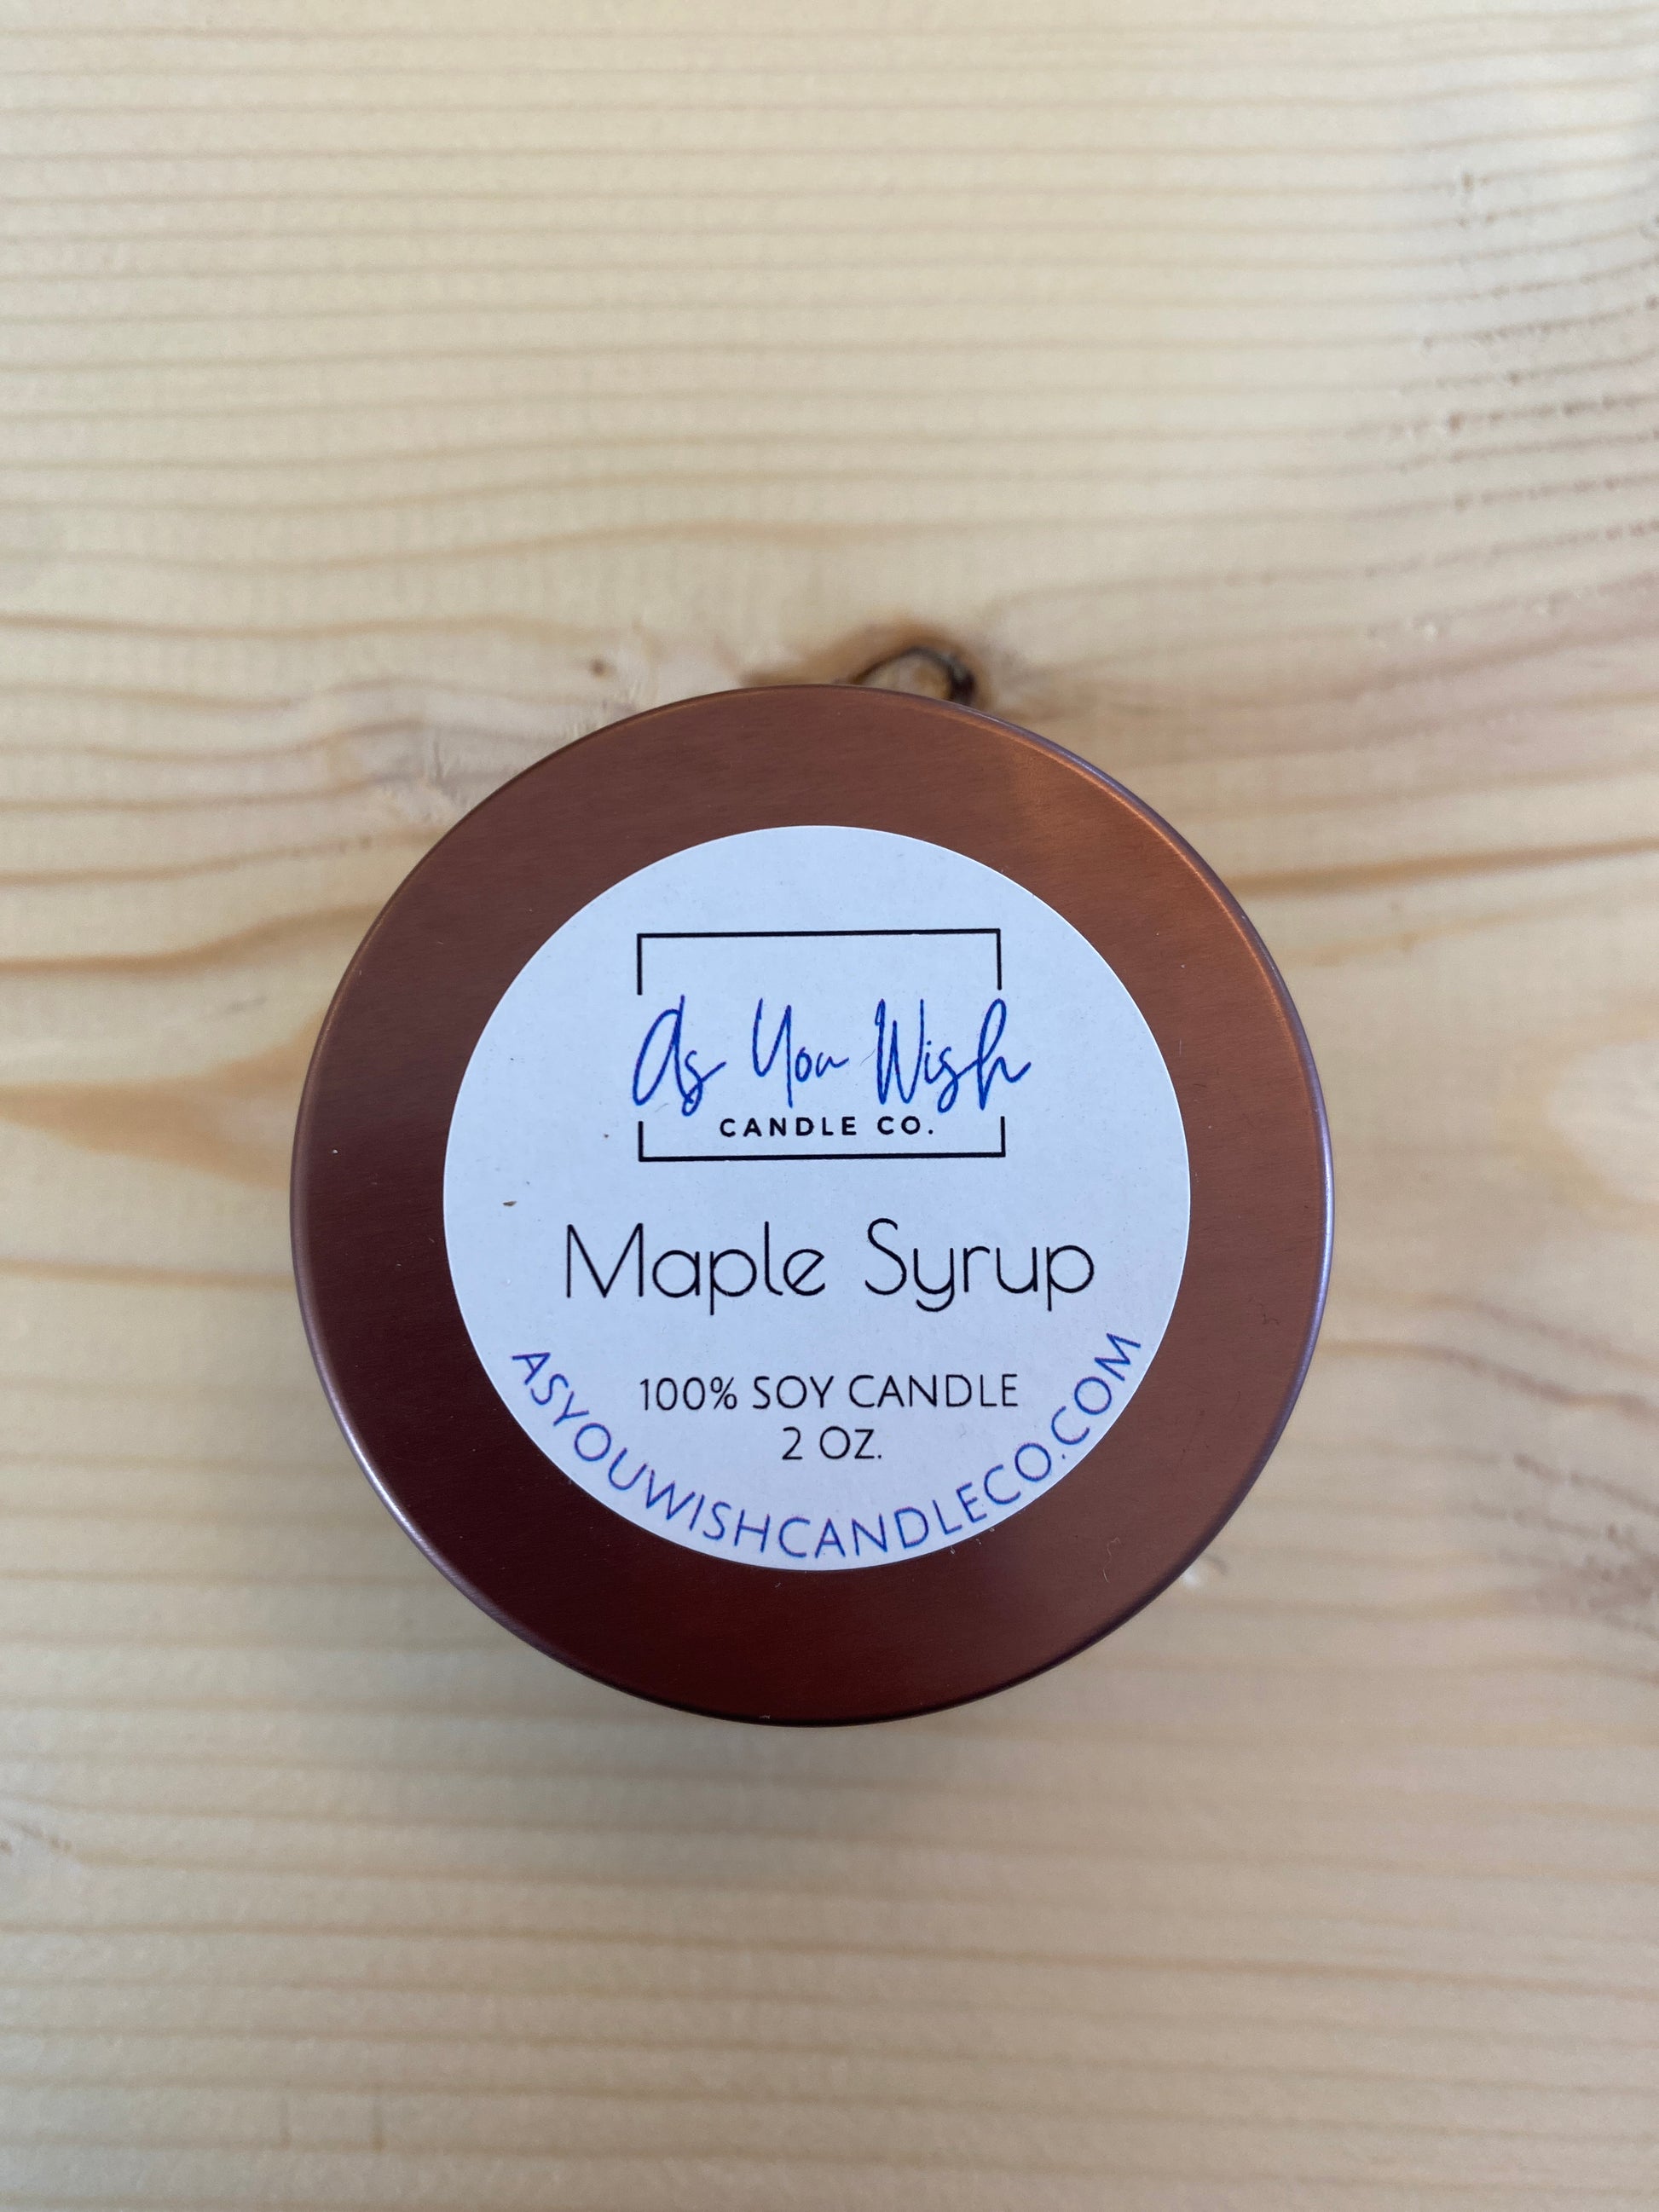 As You Wish
CANDLE CO.
Maple Syrup
100% SOY CANDLE
2 OZ.
ASYOUWISHCANDLECO.COM